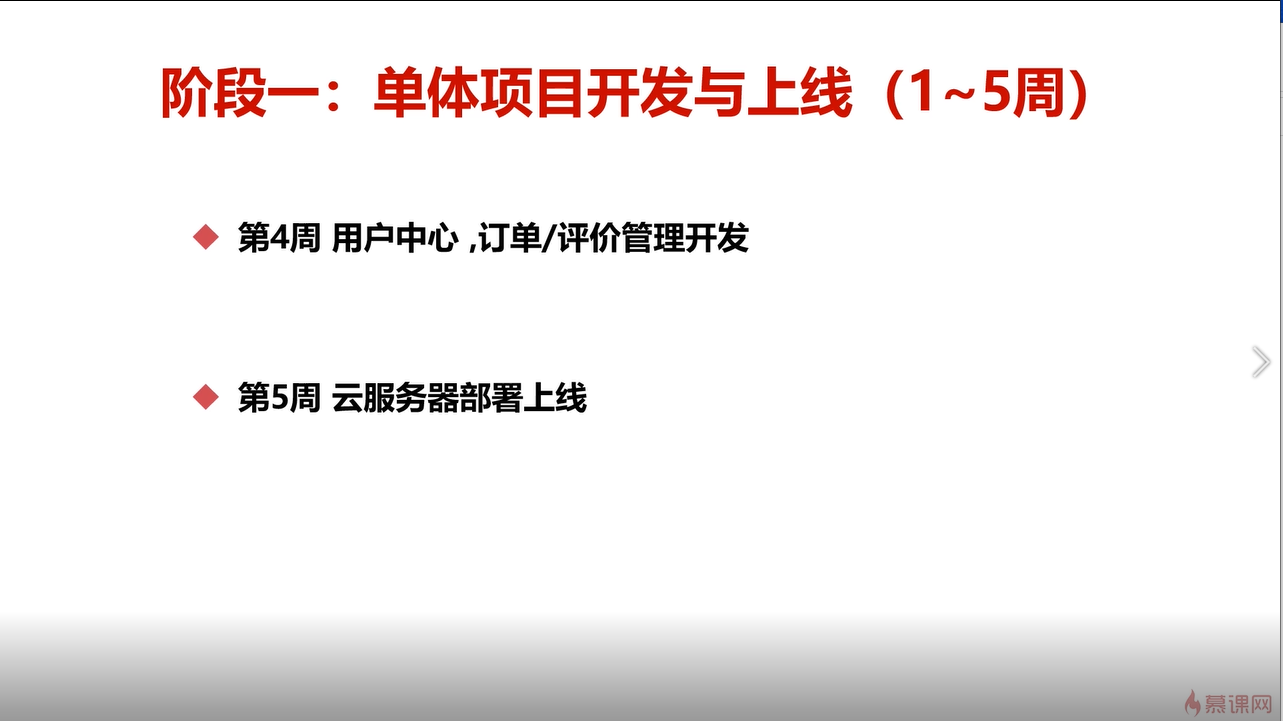 阶段一：单体项目开发与上线（1~5周）
第4周 用户中心 ,订单/评价管理开发
第5周 云服务器部署上线
慕课网